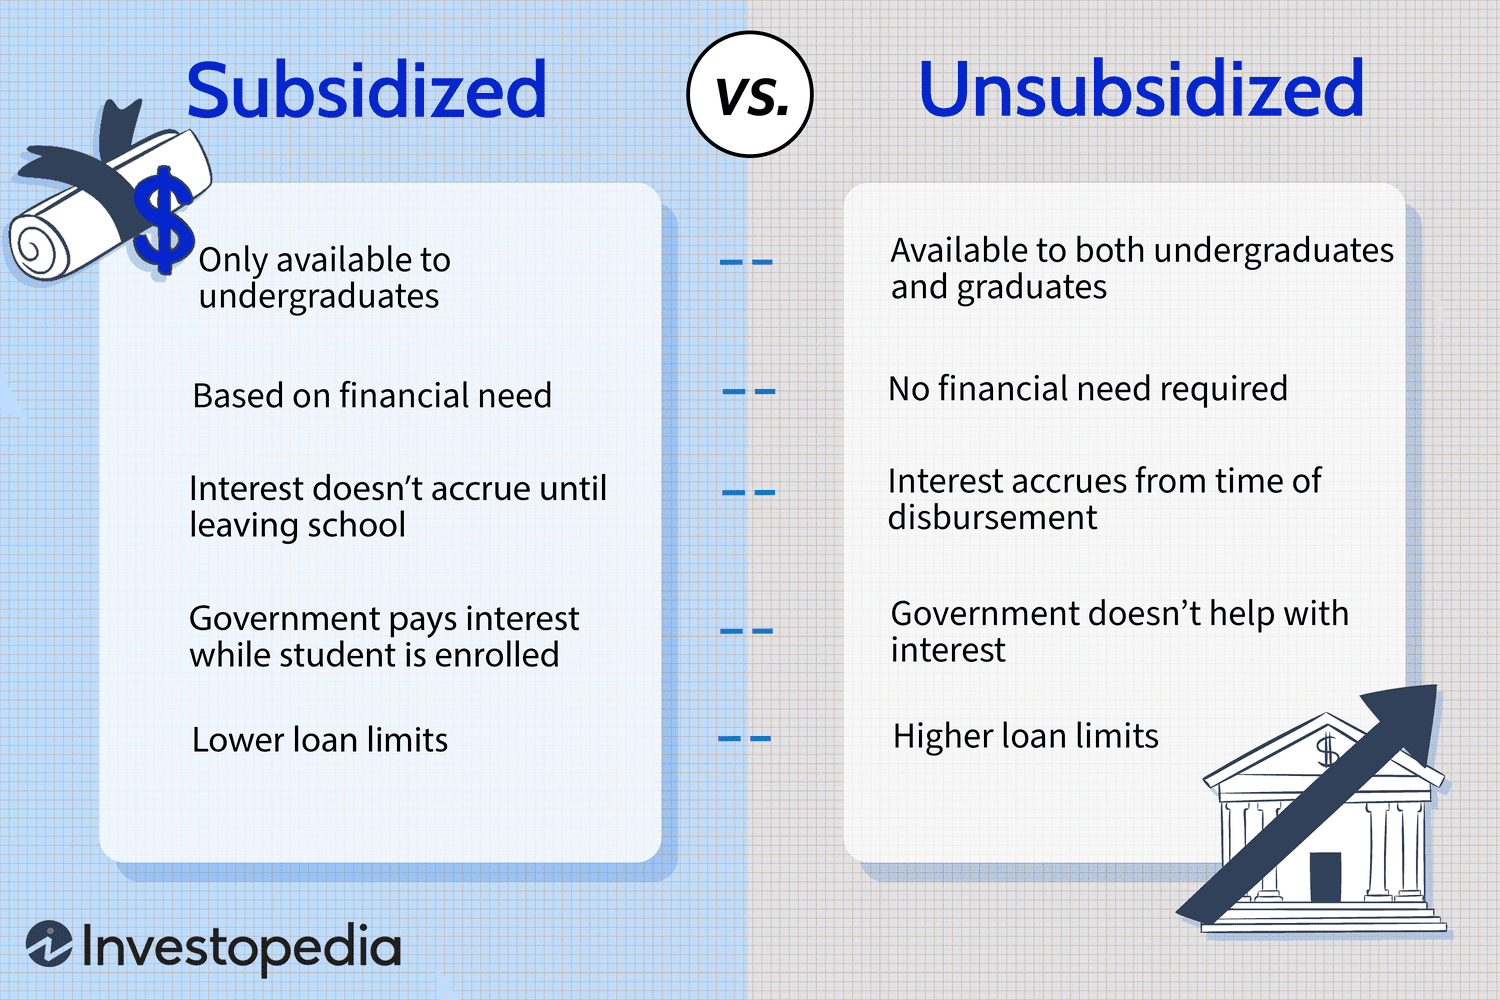 Subsidized
vs.
Unsubsidized
$
Only available to
undergraduates
Available to both undergraduates
and graduates
Based on financial need
No financial need required
Interest doesn’t accrue until
leaving school
Interest accrues from time of
disbursement
Government pays interest
while student is enrolled
Government doesn’t help with
interest
Lower loan limits
Higher loan limits
$
Investopedia